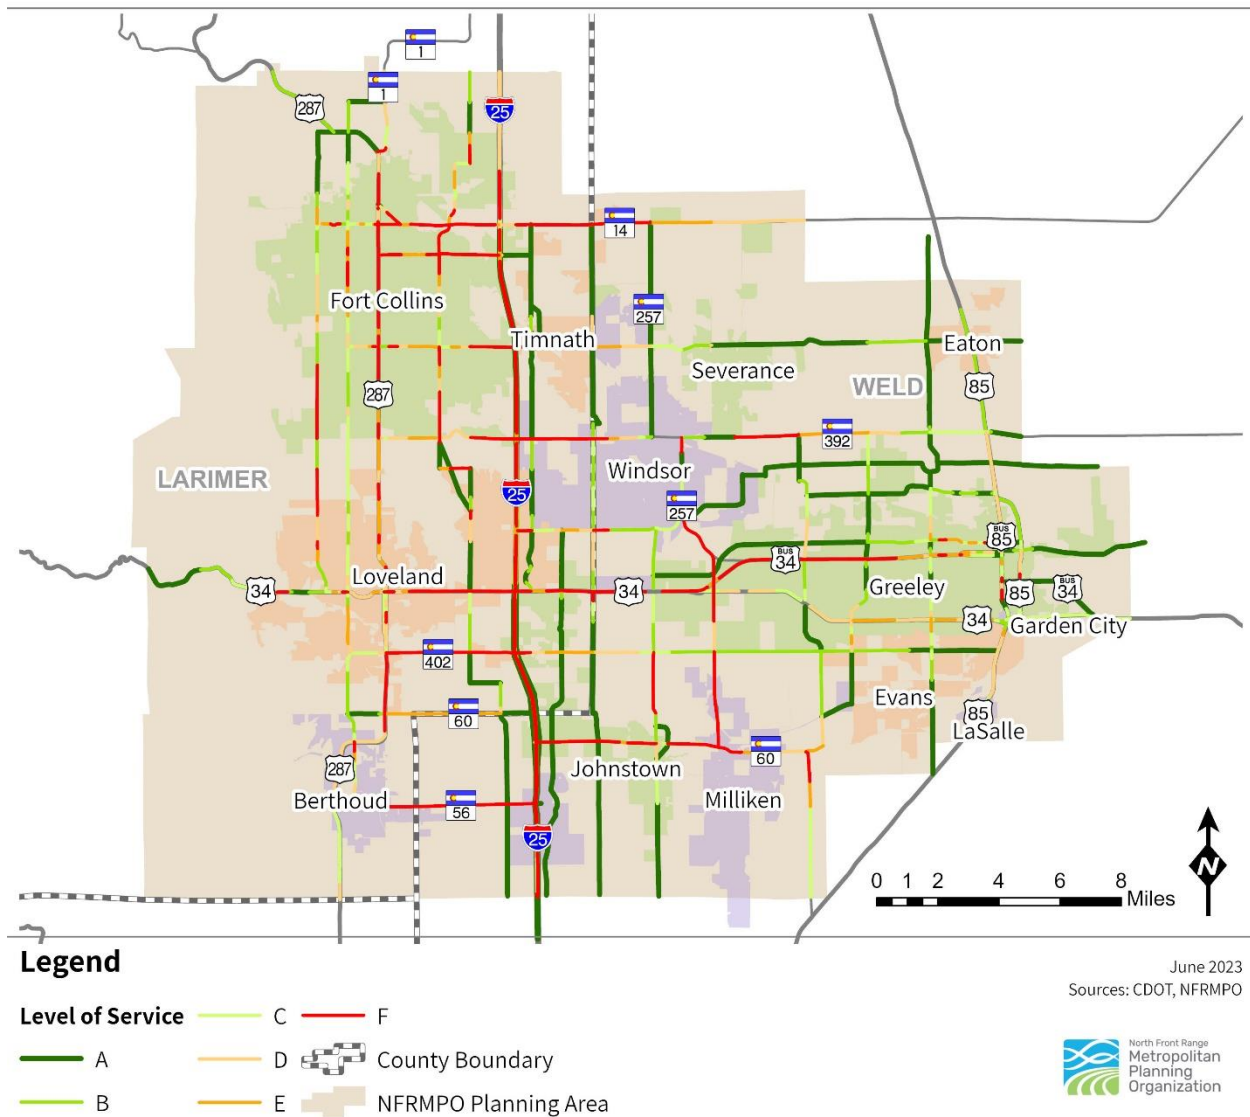 1
1
287
25
14
257
Fort Collins
Timnath
Eaton
Severance
287
WELD
85
392
LARIMER
Windsor
25
257
BUS
85
BUS
34
Loveland
34
34
Greeley
85
BUS
34
34
Garden City
402
Evans
60
85
LaSalle
60
287
Johnstown
Berthoud
56
Milliken
25
N
0 1 2 4 6 8
Miles
Legend
June 2023
Sources: CDOT, NFRMPO
Level of Service
C
F
A
D
County Boundary
B
E
NFRMPO Planning Area
North Front Range
Metropolitan
Planning
Organization